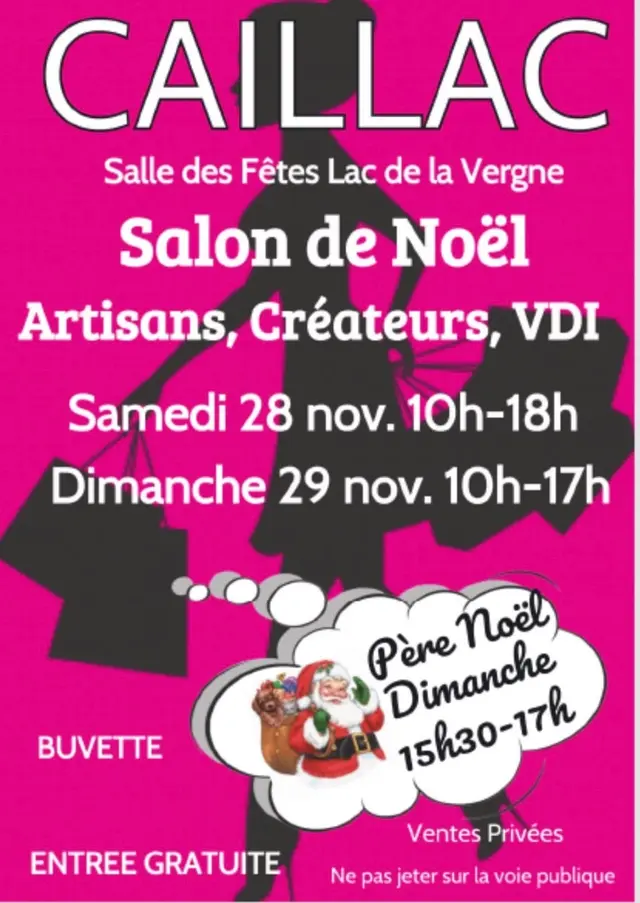 CAILLAC
Salle des Fêtes Lac de la Vergne
Salon de Noël
Artisans, Créateurs, VDI
Samedi 28 nov. 10h-18h
Dimanche 29 nov. 10h-17h
Père Noël
Dimanche
15h30-17h
BUVETTE
Ventes Privées
ENTREE GRATUITE
Ne pas jeter sur la voie publique